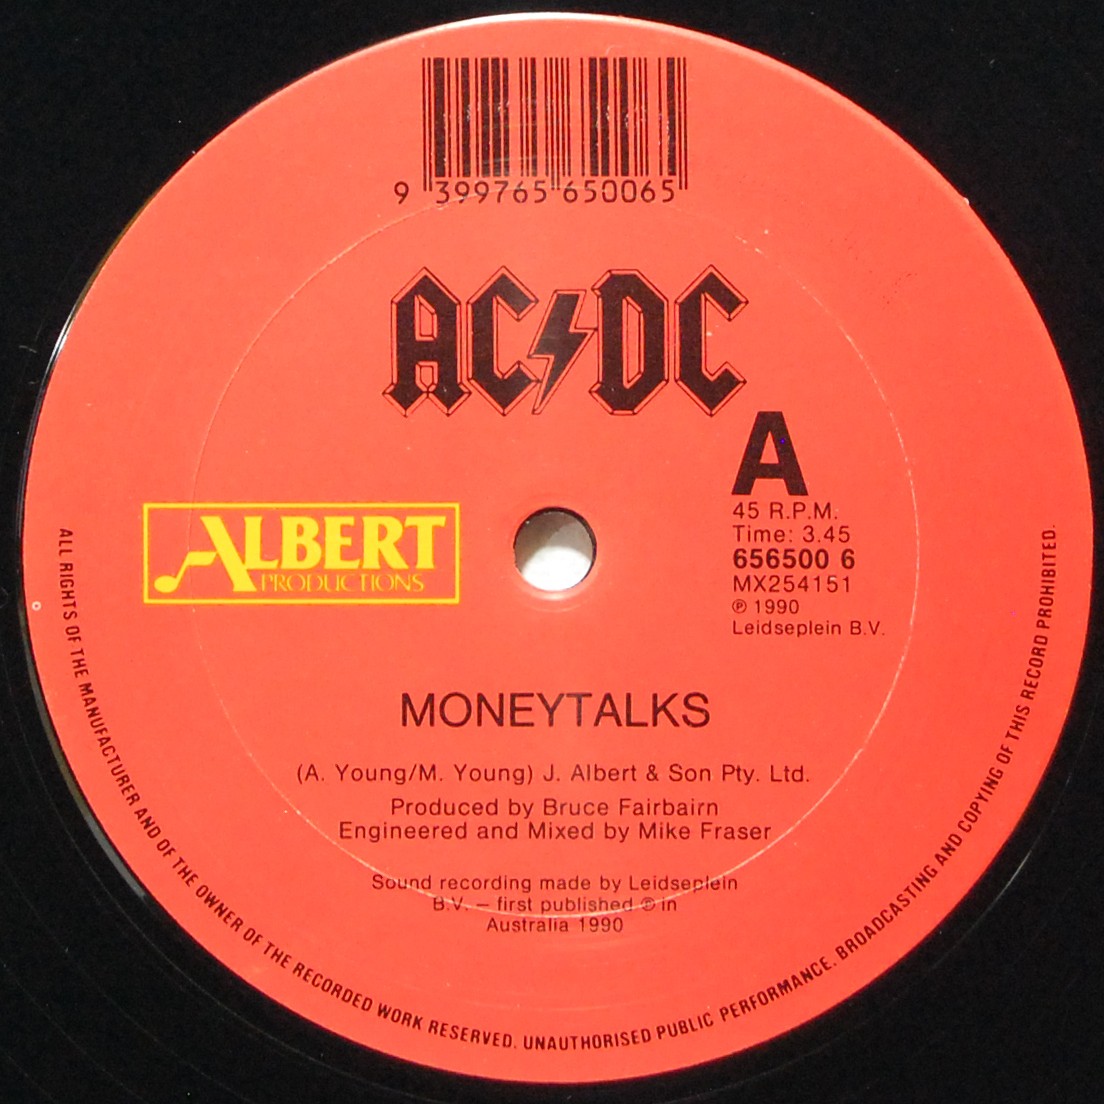 9 399765 650065
AC/DC
A
45 R.P.M.
Time: 3.45
656500 6
MX254151
℗ 1990
Leidseplein B.V.
ALBERT
PRODUCTIONS
MONEYTALKS
(A. Young/M. Young) J. Albert & Son Pty. Ltd.
Produced by Bruce Fairbairn
Engineered and Mixed by Mike Fraser
Sound recording made by Leidseplein
B.V. – first published ℗ in
Australia 1990
ALL RIGHTS OF THE MANUFACTURER AND OF THE OWNER OF THE RECORDED WORK RESERVED. UNAUTHORISED PUBLIC PERFORMANCE. BROADCASTING AND COPYING OF THIS RECORD PROHIBITED.